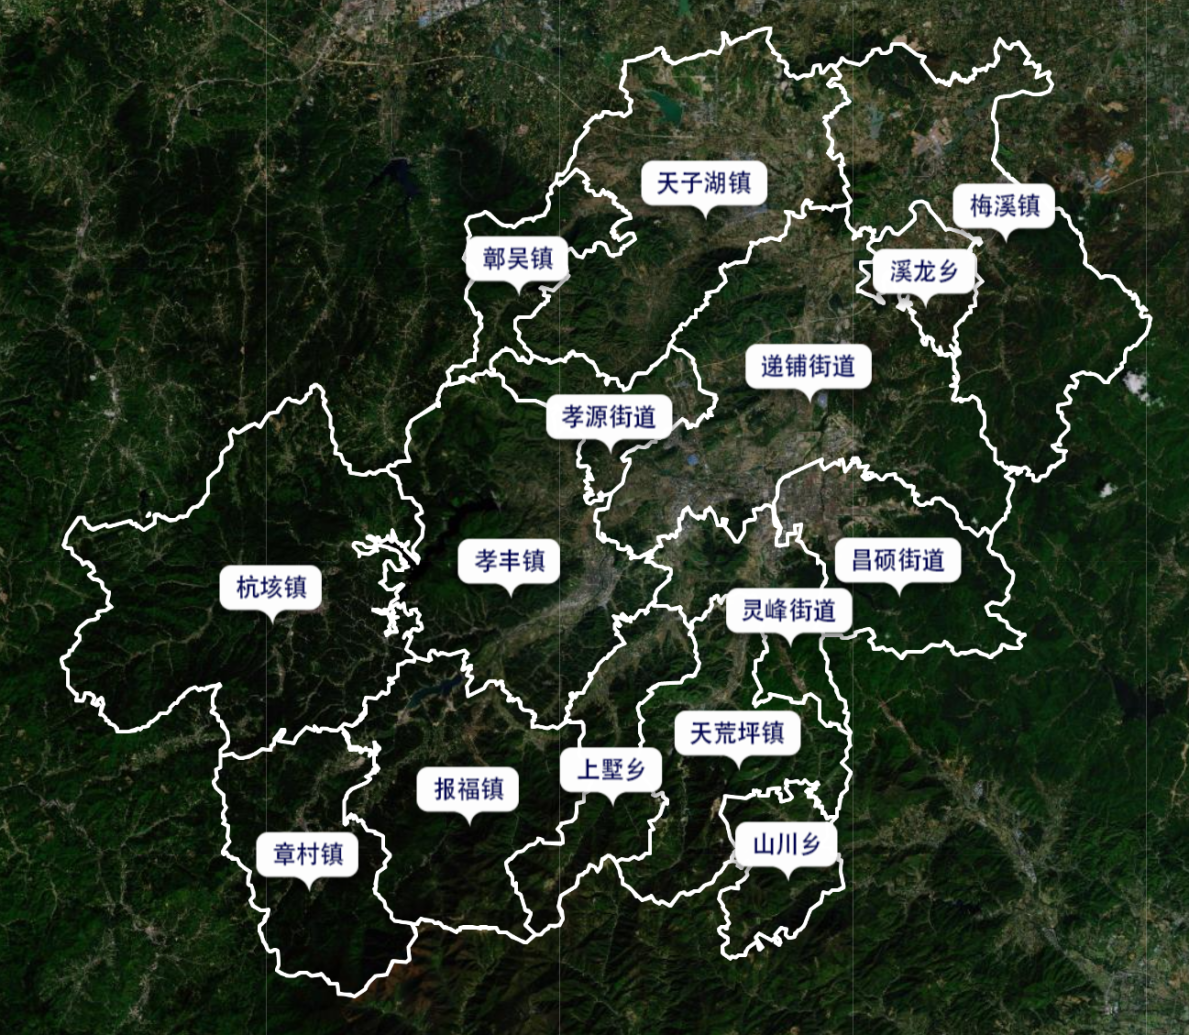 天子湖镇
梅溪镇
鄣吴镇
溪龙乡
递铺街道
孝源街道
孝丰镇
昌硕街道
杭垓镇
灵峰街道
天荒坪镇
上墅乡
报福镇
山川乡
章村镇